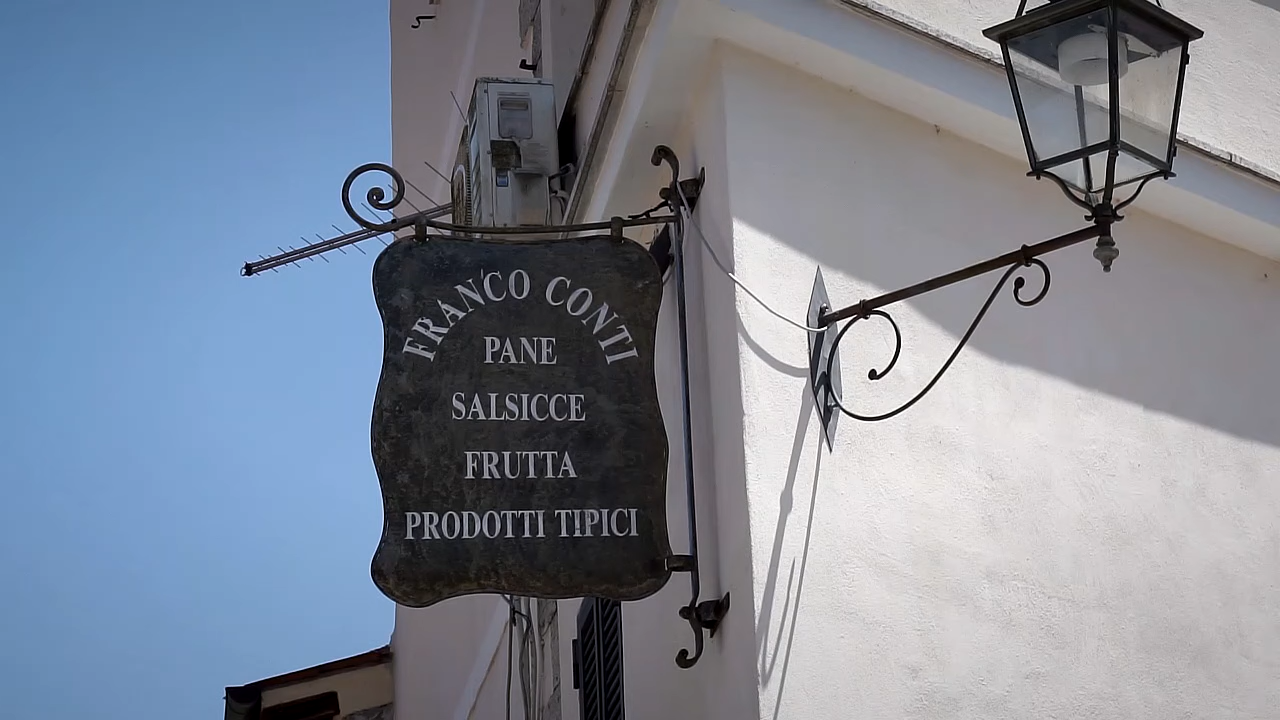 FRANCO CONTI
PANE
SALSICCE
FRUTTA
PRODOTTI TIPICI